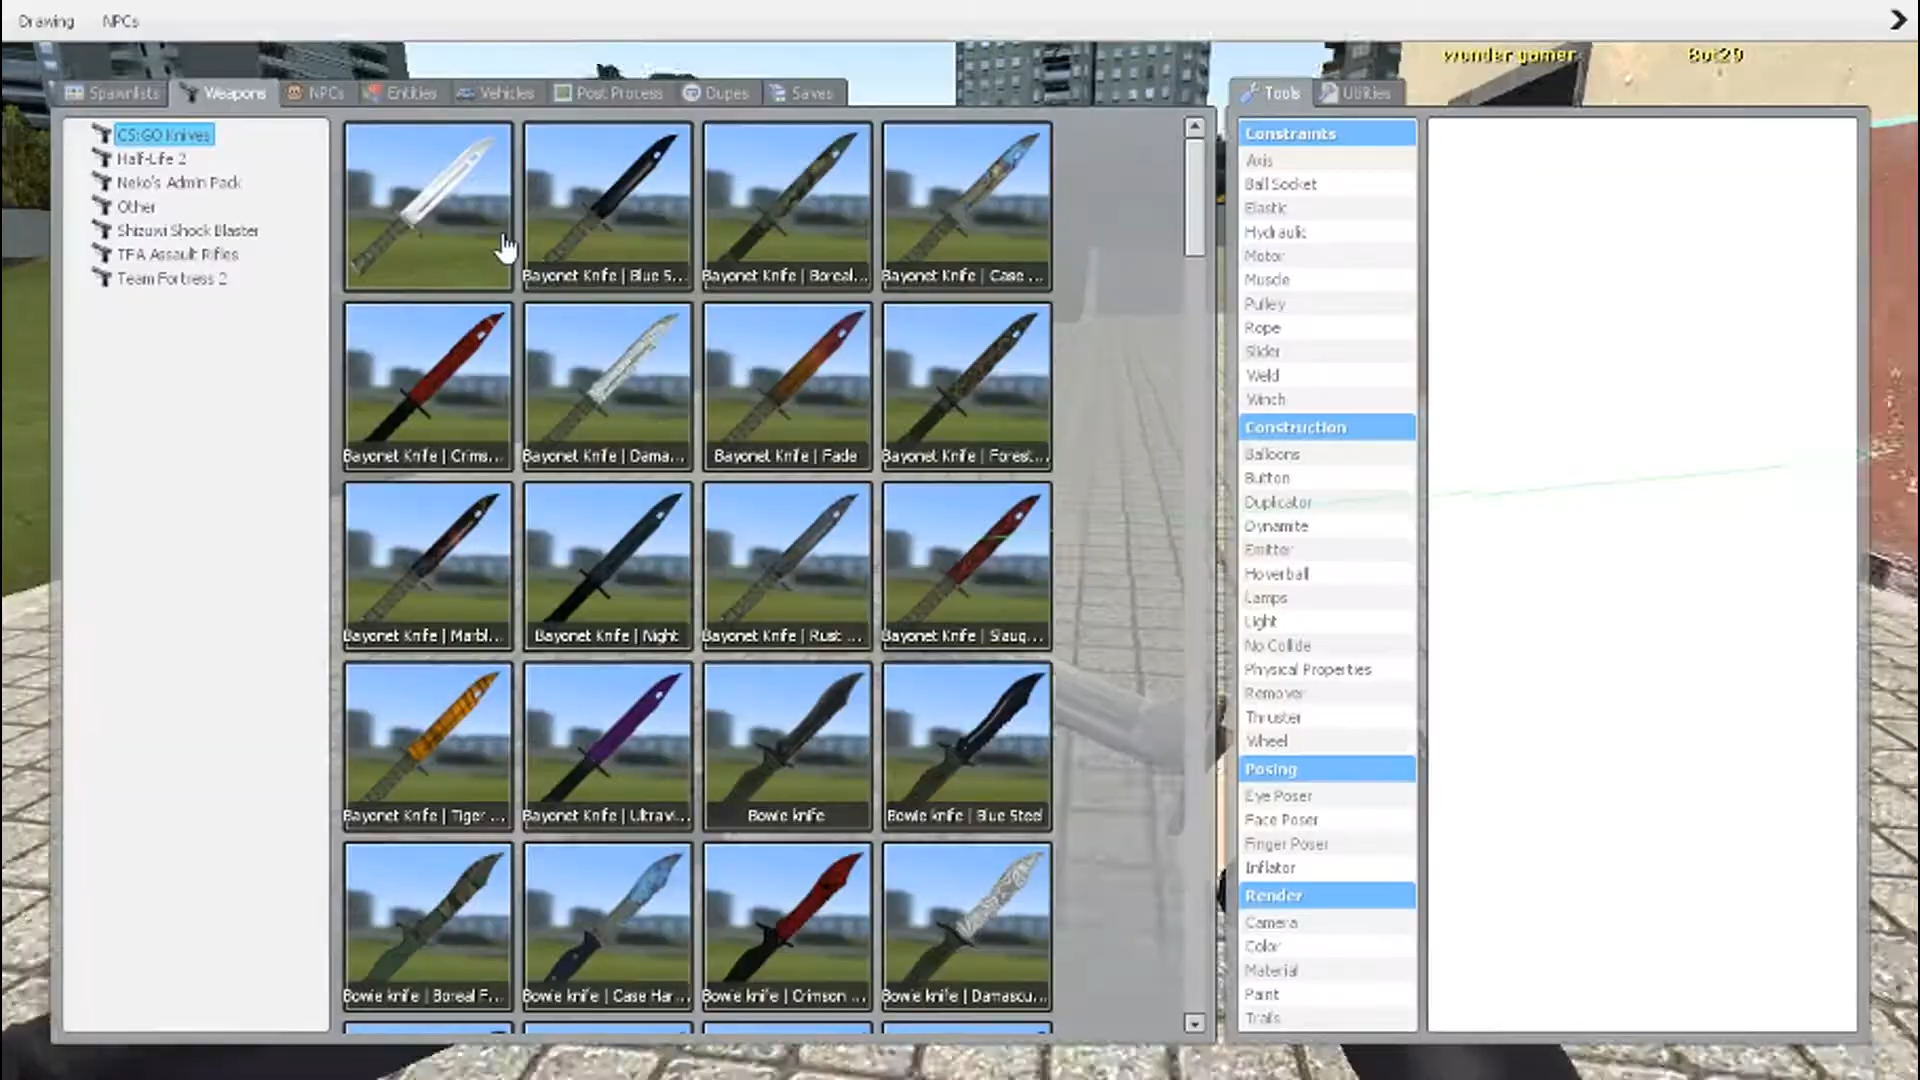 Drawing NPCs
wunder gamer Bot29
Spawnlists Weapons NPCs Entities Vehicles Post Process Dupes Saves
Tools Utilities
CS:GO Knives
Half-Life 2
Neko's Admin Pack
Other
Shizuwi Shock Blaster
TFA Assault Rifles
Team Fortress 2
Bayonet Knife | Blue S...
Bayonet Knife | Boreal...
Bayonet Knife | Case ...
Bayonet Knife | Crims...
Bayonet Knife | Dama...
Bayonet Knife | Fade
Bayonet Knife | Forest...
Bayonet Knife | Marbl...
Bayonet Knife | Night
Bayonet Knife | Rust ...
Bayonet Knife | Slaug...
Bayonet Knife | Tiger ...
Bayonet Knife | Ultravi...
Bowie knife
Bowie knife | Blue Steel
Bowie knife | Boreal F...
Bowie knife | Case Har...
Bowie knife | Crimson ...
Bowie knife | Damascu...
Constraints
Axis
Ball Socket
Elastic
Hydraulic
Motor
Muscle
Pulley
Rope
Slider
Weld
Winch
Construction
Balloons
Button
Duplicator
Dynamite
Emitter
Hoverball
Lamps
Light
No Collide
Physical Properties
Remover
Thruster
Wheel
Posing
Eye Poser
Face Poser
Finger Poser
Inflator
Render
Camera
Color
Material
Paint
Trails